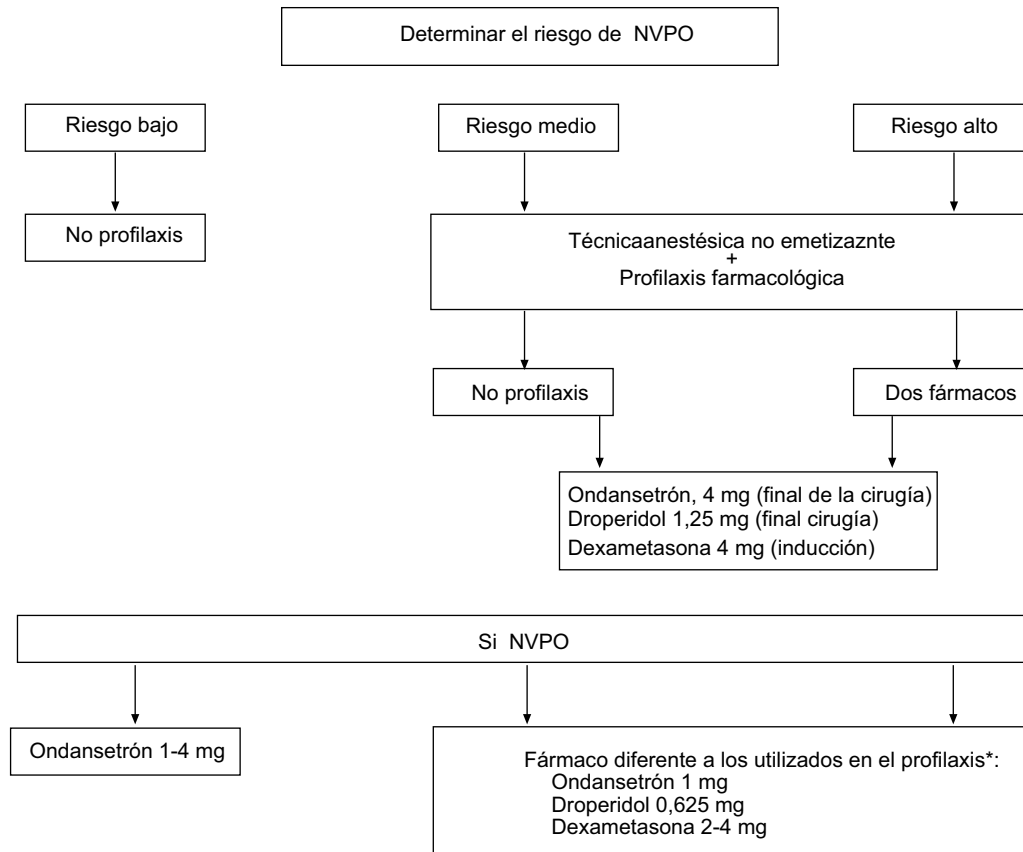 Determinar el riesgo de NVPO
Riesgo bajo
Riesgo medio
Riesgo alto
No profilaxis
Técnicaanestésica no emetizaznte
+
Profilaxis farmacológica
No profilaxis
Dos fármacos
Ondansetrón, 4 mg (final de la cirugía)
Droperidol 1,25 mg (final cirugía)
Dexametasona 4 mg (inducción)
Si NVPO
Ondansetrón 1-4 mg
Fármaco diferente a los utilizados en el profilaxis*:
Ondansetrón 1 mg
Droperidol 0,625 mg
Dexametasona 2-4 mg